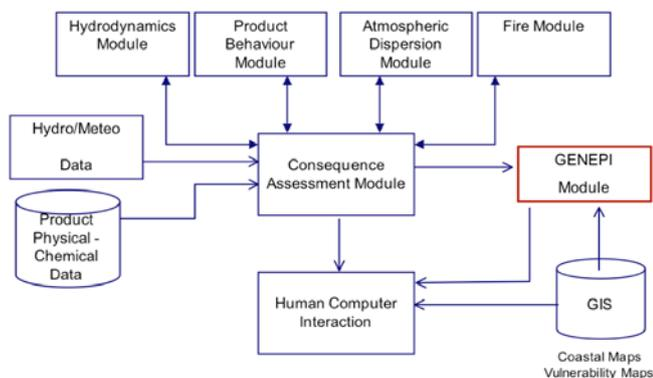 Hydrodynamics
Module
Product
Behaviour
Module
Atmospheric
Dispersion
Module
Fire Module
Hydro/Meteo
Data
Product
Physical -
Chemical
Data
Consequence
Assessment Module
GENEPI
Module
Human Computer
Interaction
GIS
Coastal Maps
Vulnerability Maps